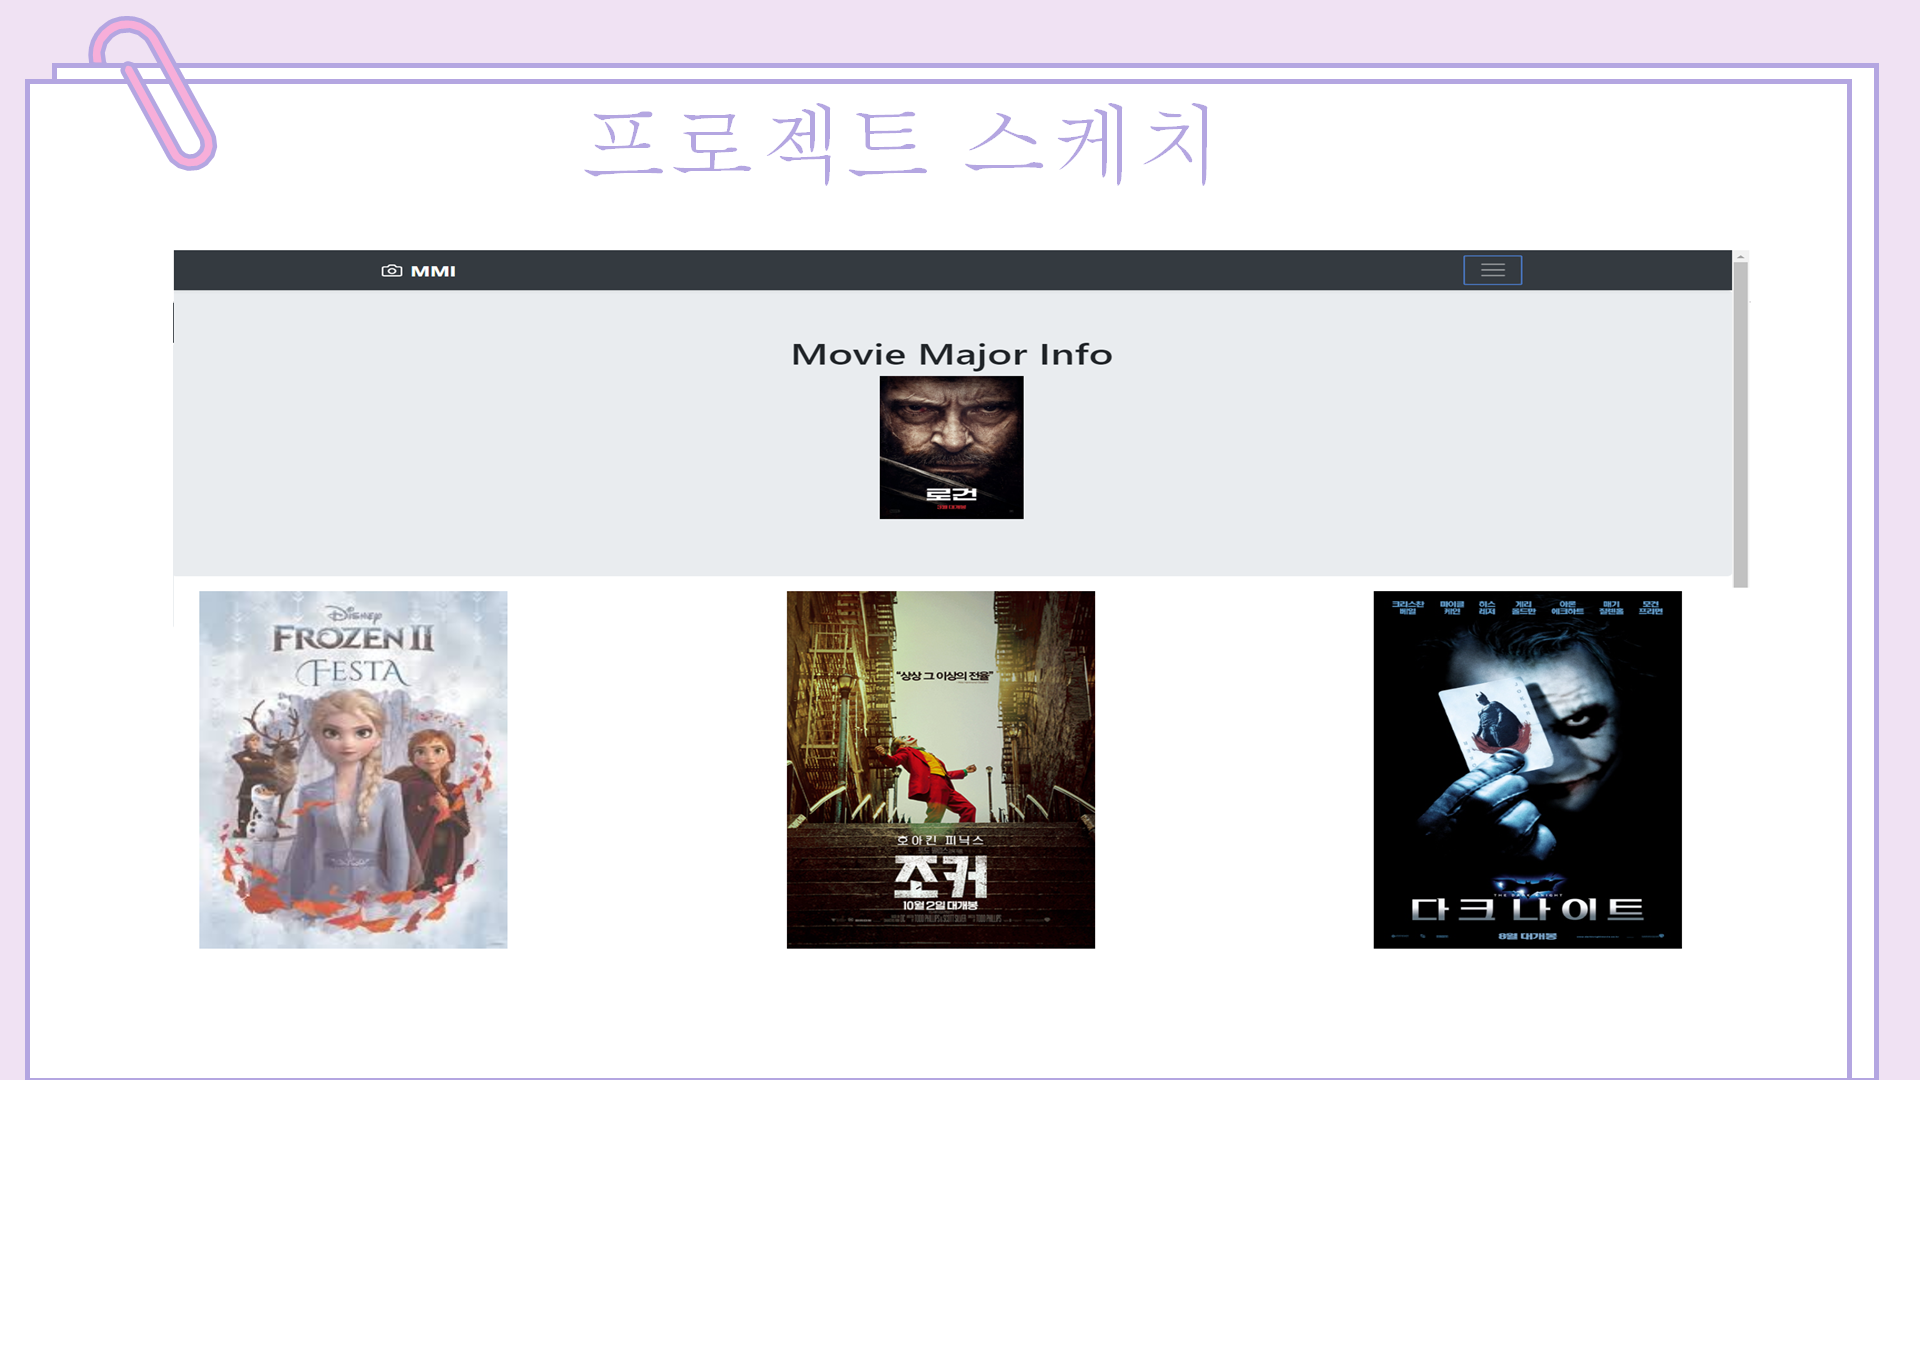 프로젝트 스케치
MMI
Movie Major Info
로건
DISNEY
FROZEN II
FESTA
"상상 그 이상의 전율"
호아킨 피닉스
조커
10월 2일 대개봉
크리스찬 베일 마이클 케인 히스 레저 게리 올드만 아론 에크하트 매기 질렌홀 모건 프리먼
JOKER
THE DARK KNIGHT
다크 나이트
8월 대개봉